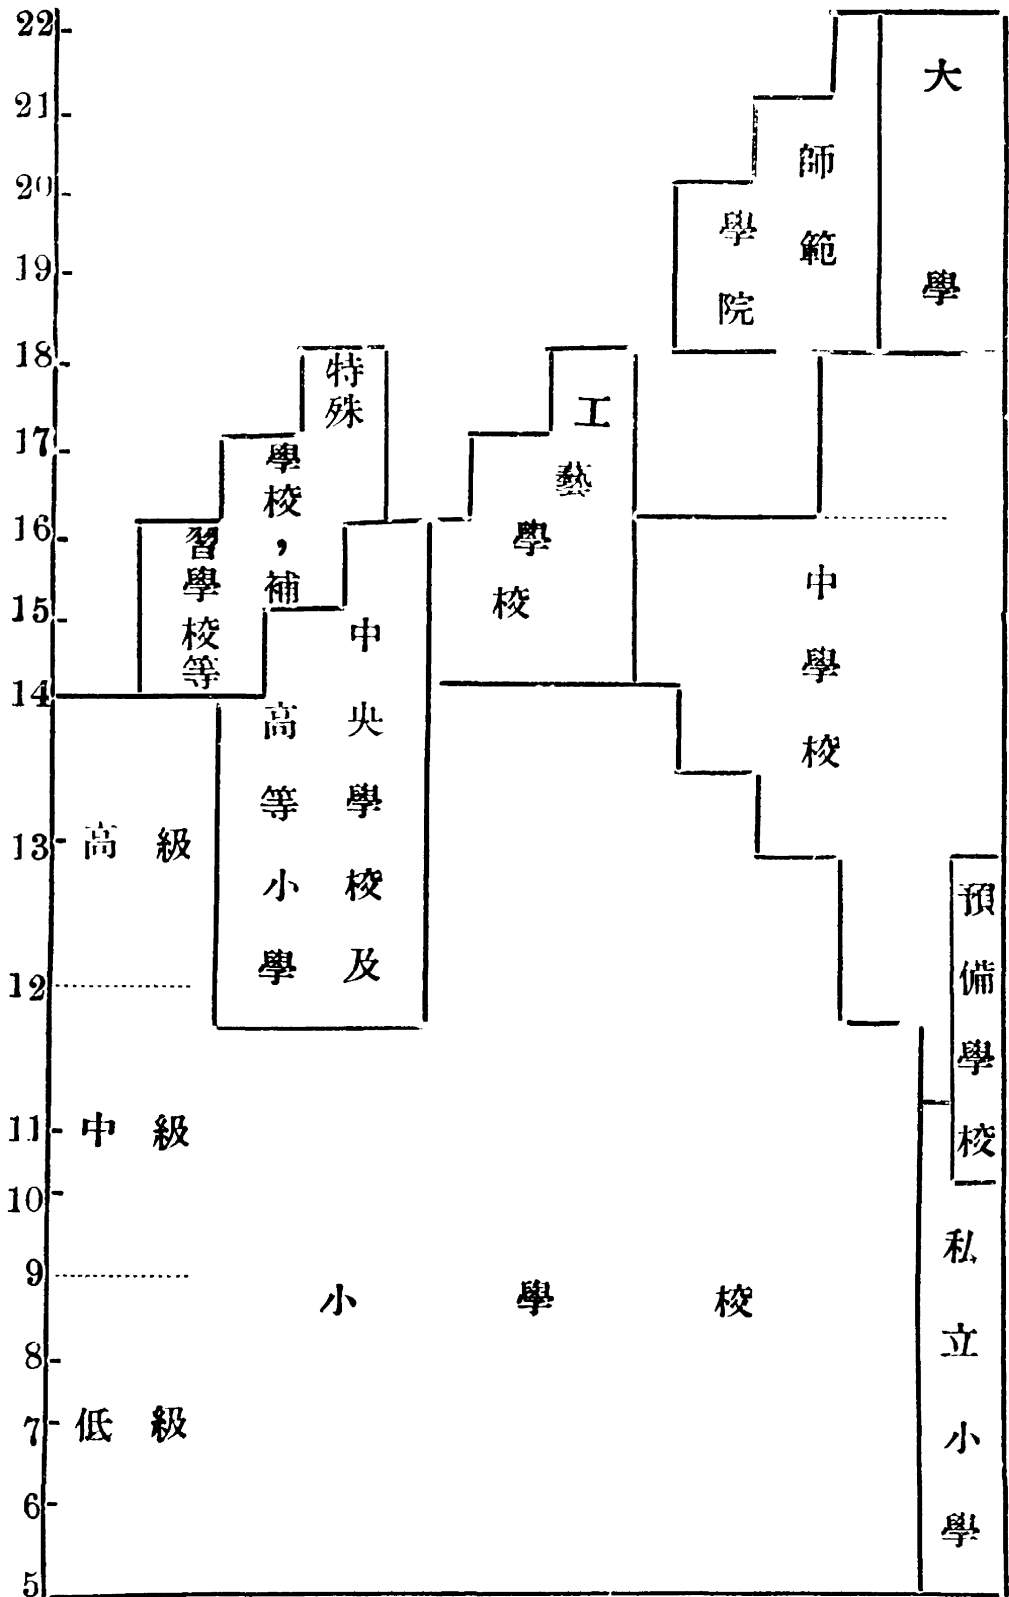 22
21
20
19
18
17
16
15
14
13
12
11
10
9
8
7
6
5
大學
師範
學院
特殊
學校，補
習學校等
工藝學校
中學校
中央學校及
高等小學
高級
中級
低級
預備學校
私立小學
小學校